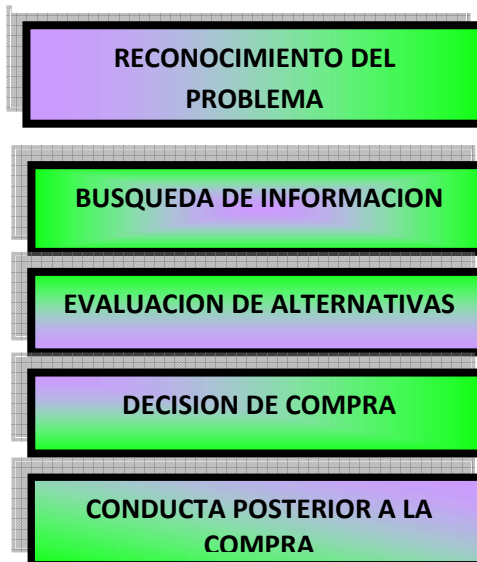 RECONOCIMIENTO DEL
PROBLEMA
BUSQUEDA DE INFORMACION
EVALUACION DE ALTERNATIVAS
DECISION DE COMPRA
CONDUCTA POSTERIOR A LA
COMPRA